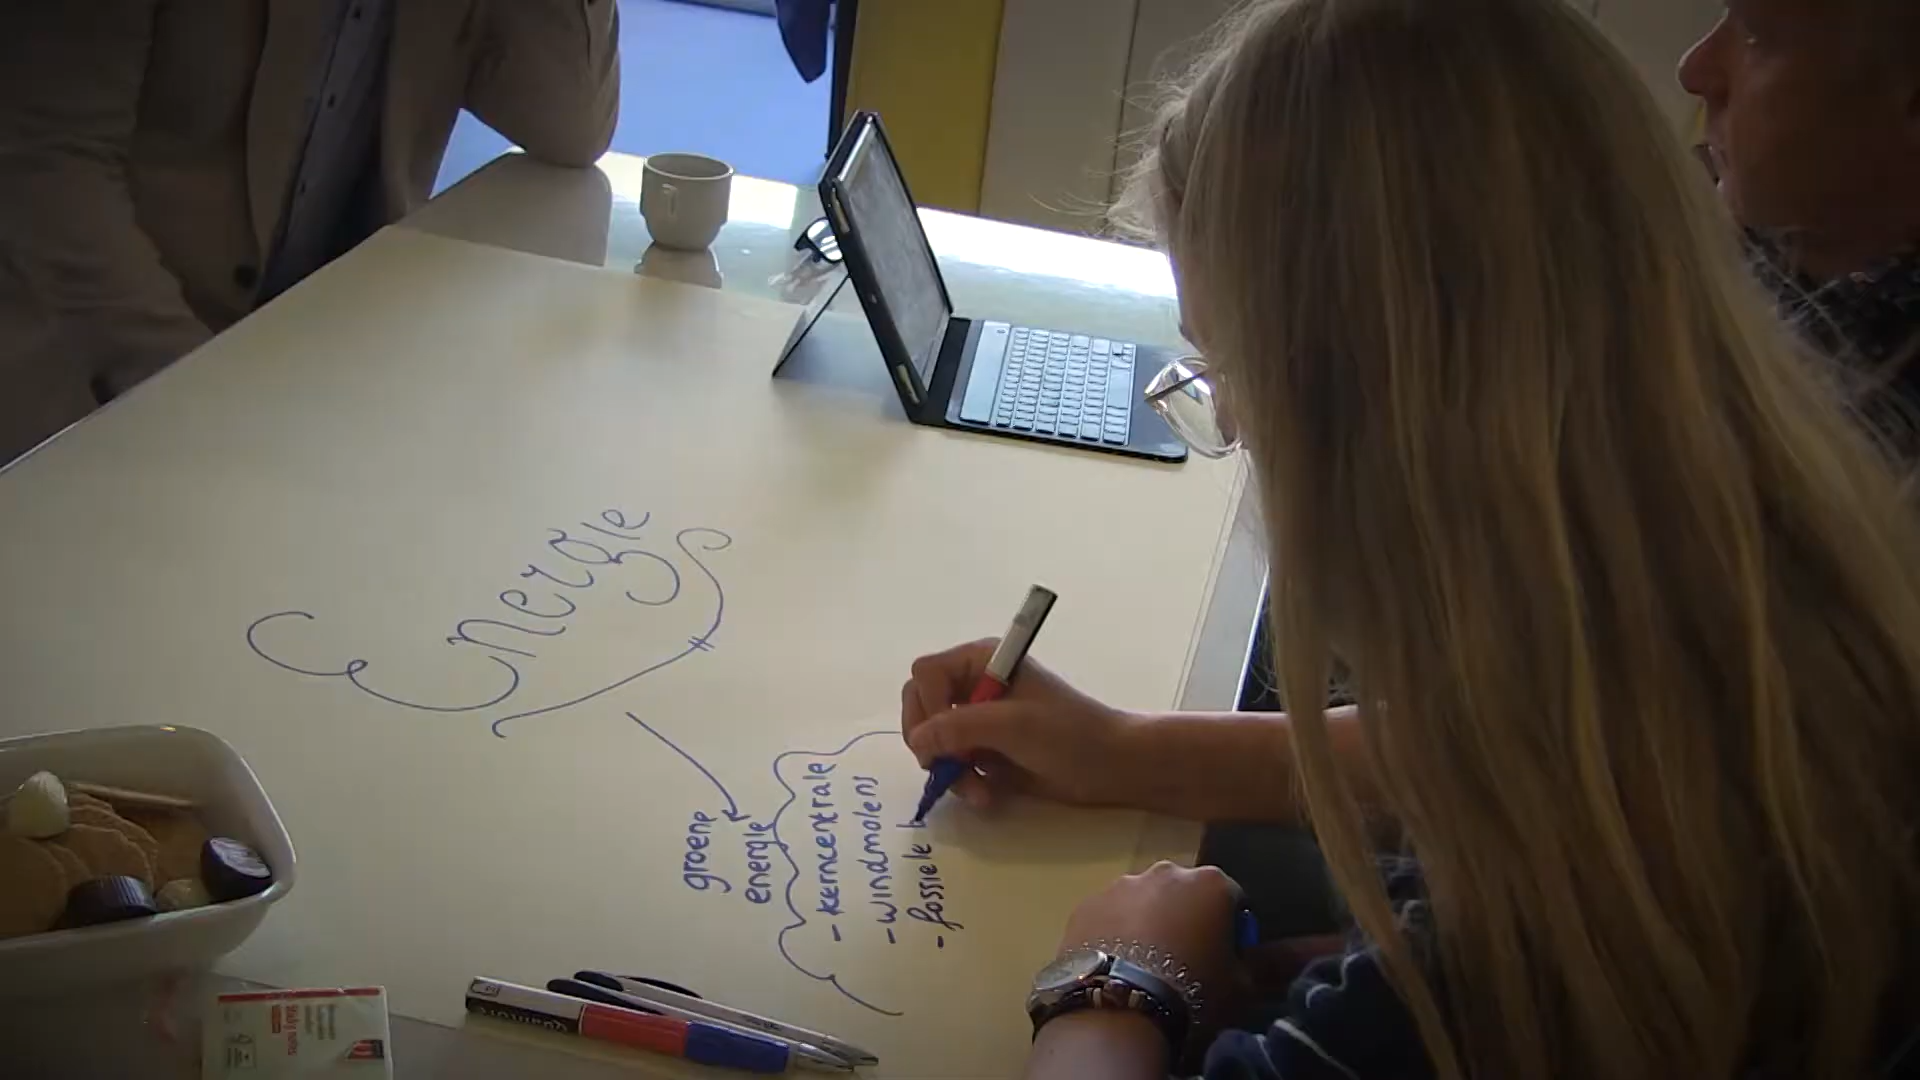 Energie
groene
energie
- kerncentrale
- windmolens
- fossiele b